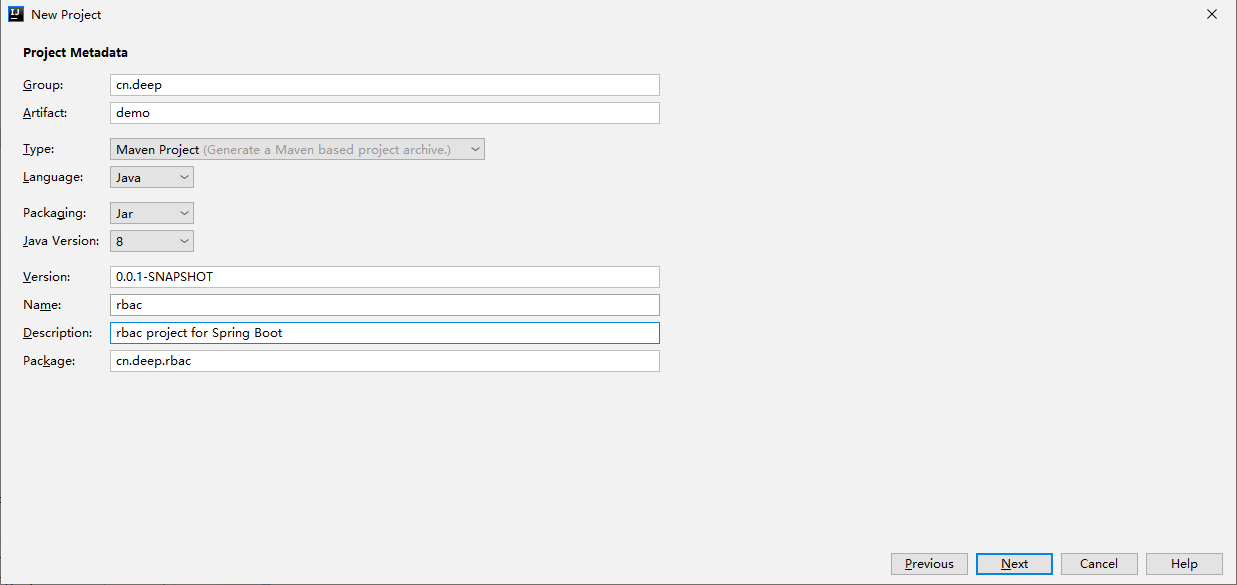 New Project
Project Metadata
Group: cn.deep
Artifact: demo
Type: Maven Project (Generate a Maven based project archive.)
Language: Java
Packaging: Jar
Java Version: 8
Version: 0.0.1-SNAPSHOT
Name: rbac
Description: rbac project for Spring Boot
Package: cn.deep.rbac
Previous Next Cancel Help